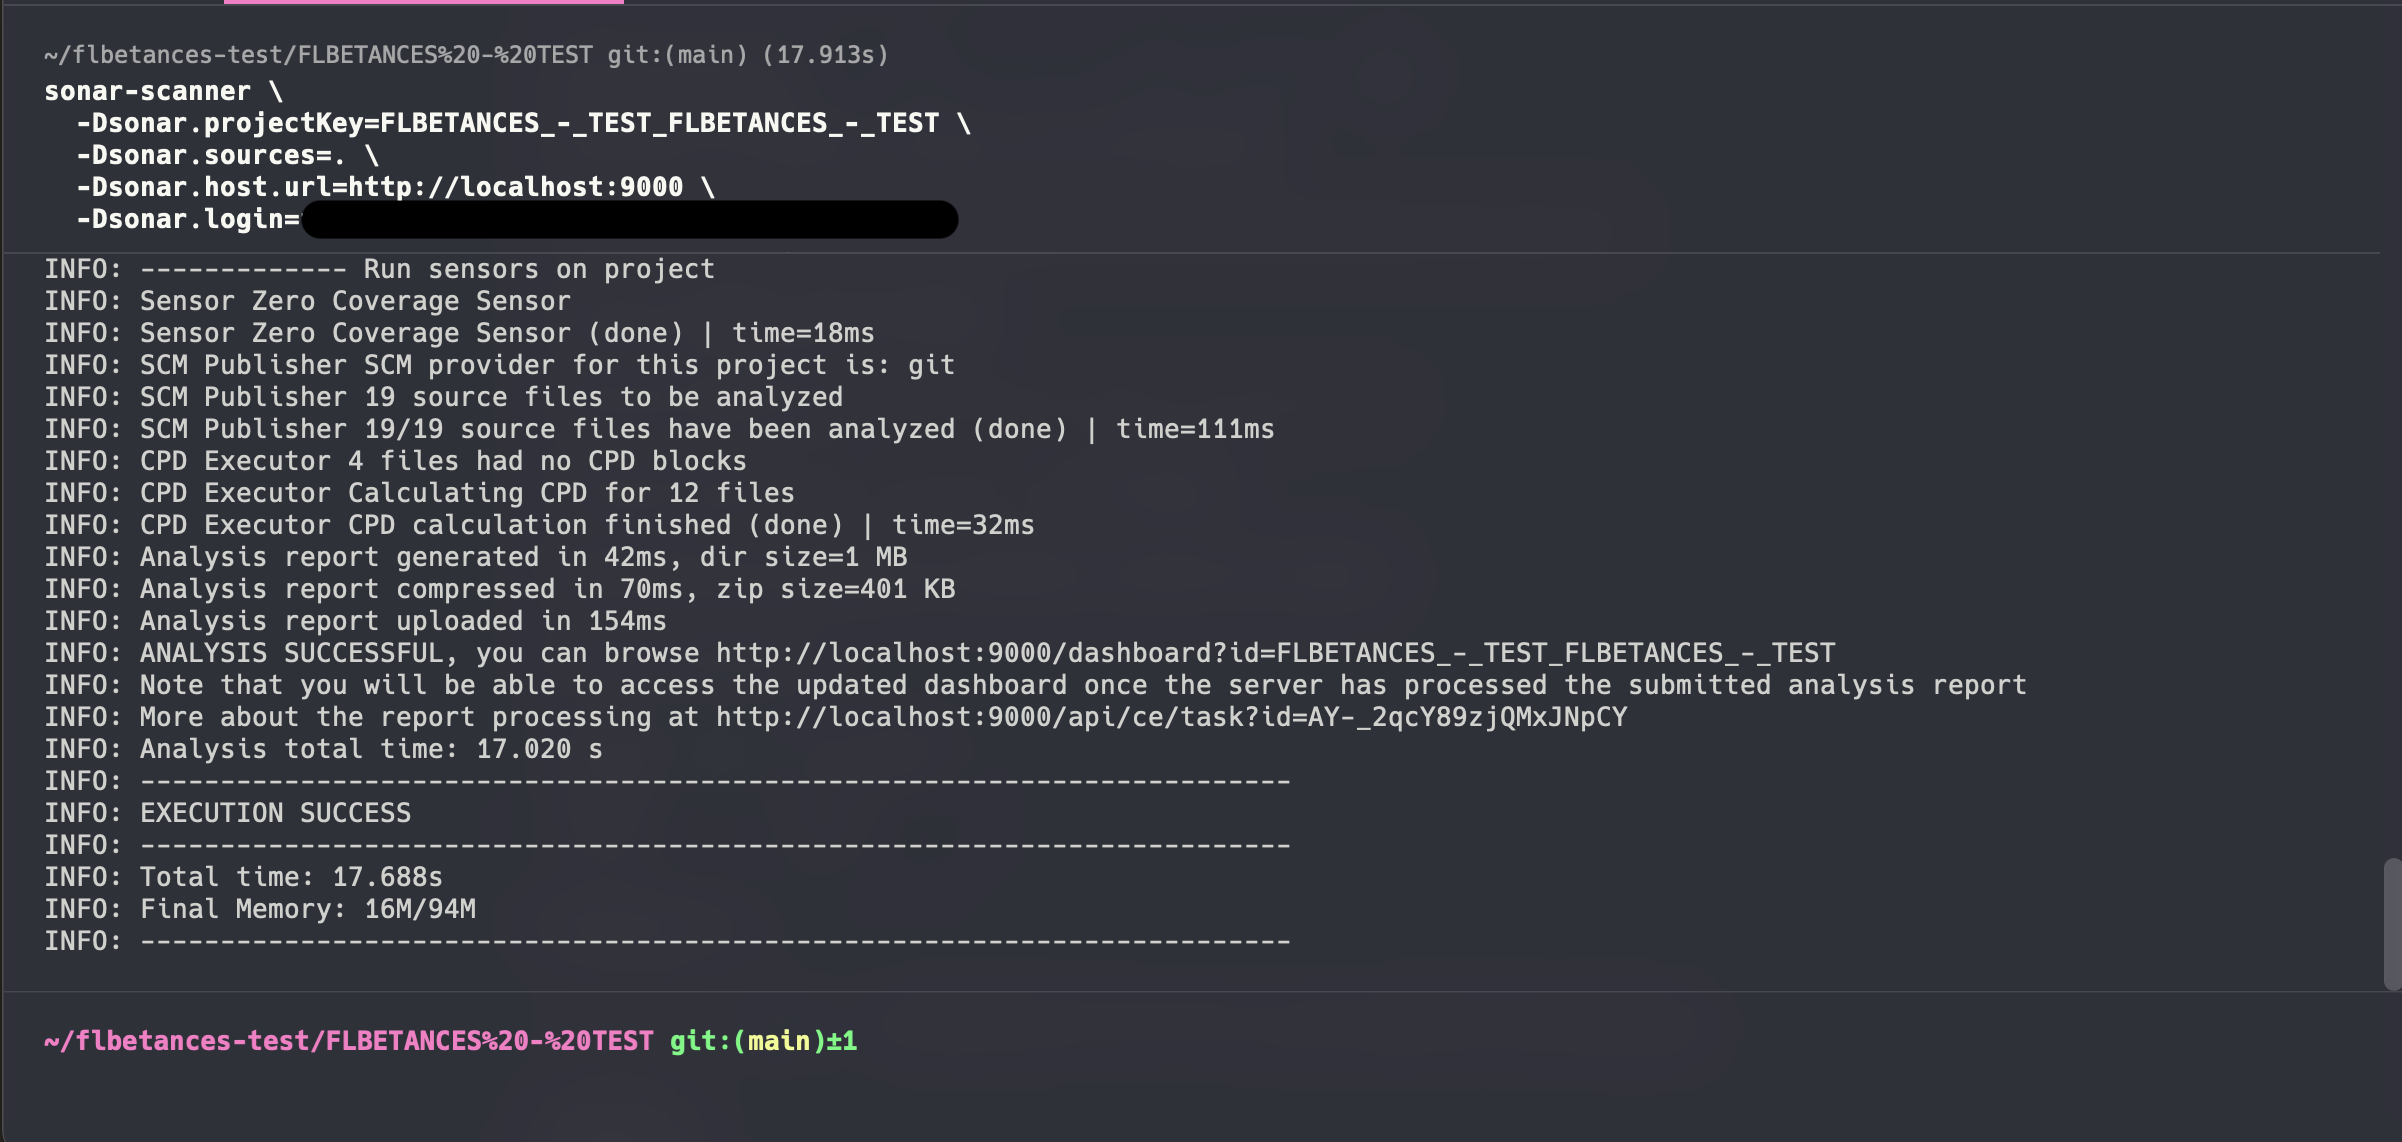 ~/flbetances-test/FLBETANCES%20-%20TEST git:(main) (17.913s)
sonar-scanner \
  -Dsonar.projectKey=FLBETANCES_-_TEST_FLBETANCES_-_TEST \
  -Dsonar.sources=. \
  -Dsonar.host.url=http://localhost:9000 \
  -Dsonar.login=
INFO: ------------- Run sensors on project
INFO: Sensor Zero Coverage Sensor
INFO: Sensor Zero Coverage Sensor (done) | time=18ms
INFO: SCM Publisher SCM provider for this project is: git
INFO: SCM Publisher 19 source files to be analyzed
INFO: SCM Publisher 19/19 source files have been analyzed (done) | time=111ms
INFO: CPD Executor 4 files had no CPD blocks
INFO: CPD Executor Calculating CPD for 12 files
INFO: CPD Executor CPD calculation finished (done) | time=32ms
INFO: Analysis report generated in 42ms, dir size=1 MB
INFO: Analysis report compressed in 70ms, zip size=401 KB
INFO: Analysis report uploaded in 154ms
INFO: ANALYSIS SUCCESSFUL, you can browse http://localhost:9000/dashboard?id=FLBETANCES_-_TEST_FLBETANCES_-_TEST
INFO: Note that you will be able to access the updated dashboard once the server has processed the submitted analysis report
INFO: More about the report processing at http://localhost:9000/api/ce/task?id=AY-_2qcY89zjQMxJNpCY
INFO: Analysis total time: 17.020 s
INFO: ------------------------------------------------------------------------
INFO: EXECUTION SUCCESS
INFO: ------------------------------------------------------------------------
INFO: Total time: 17.688s
INFO: Final Memory: 16M/94M
INFO: ------------------------------------------------------------------------
~/flbetances-test/FLBETANCES%20-%20TEST git:(main)±1